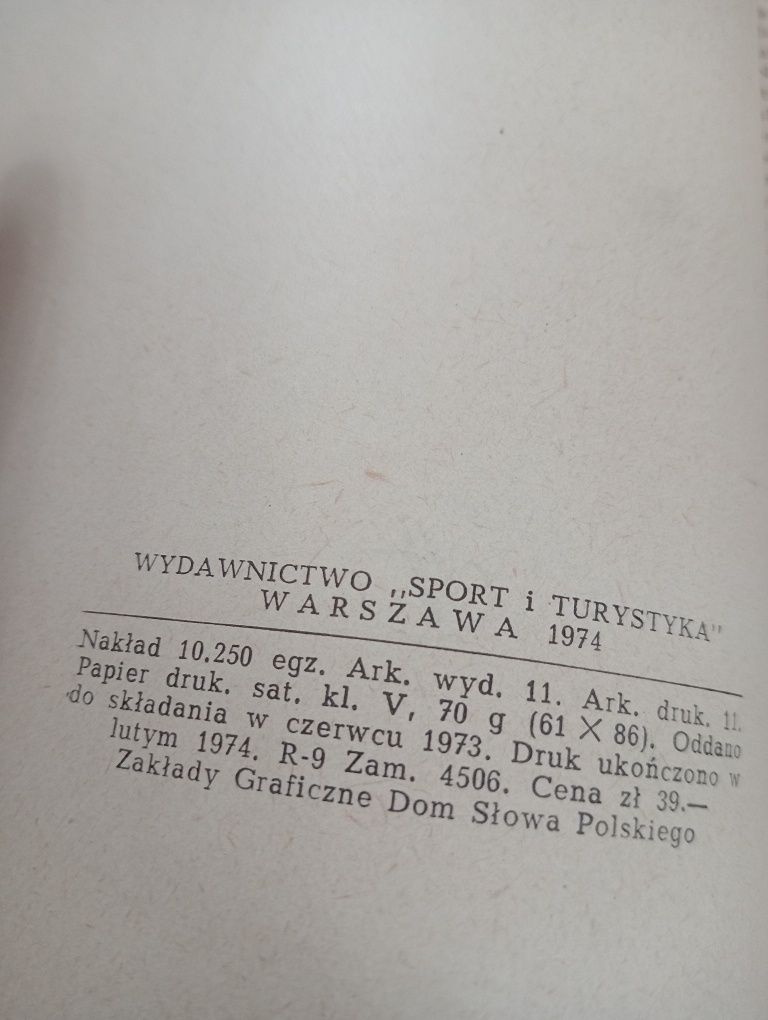 WYDAWNICTWO „SPORT i TURYSTYKA"
WARSZAWA 1974
Nakład 10.250 egz. Ark. wyd. 11. Ark. druk. 11.
Papier druk. sat. kl. V, 70 g (61 X 86). Oddano
do składania w czerwcu 1973. Druk ukończono w
lutym 1974. R-9 Zam. 4506. Cena zł 39.—
Zakłady Graficzne Dom Słowa Polskiego